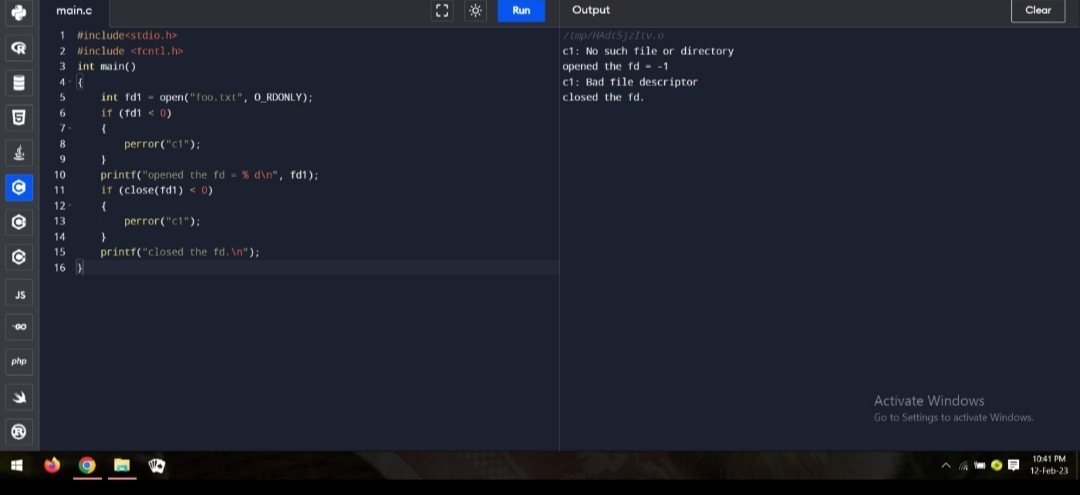 main.c
Run
Output
Clear
1 #include<stdio.h>
2 #include <fcntl.h>
3 int main()
4 {
5 int fd1 = open("foo.txt", O_RDONLY);
6 if (fd1 < 0)
7 {
8 perror("c1");
9 }
10 printf("opened the fd = % d\n", fd1);
11 if (close(fd1) < 0)
12 {
13 perror("c1");
14 }
15 printf("closed the fd.\n");
16 }
/tmp/HAdt5jzItv.o
c1: No such file or directory
opened the fd = -1
c1: Bad file descriptor
closed the fd.
R
5
C
C
C
JS
GO
php
R
Activate Windows
Go to Settings to activate Windows.
10:41 PM
12-Feb-23